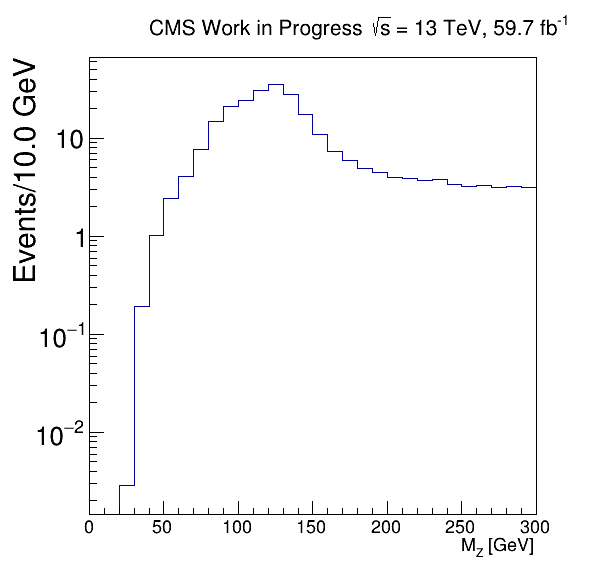 CMS Work in Progress √s = 13 TeV, 59.7 fb⁻¹
Events/10.0 GeV
10
1
10⁻¹
10⁻²
0 50 100 150 200 250 300
M_Z [GeV]